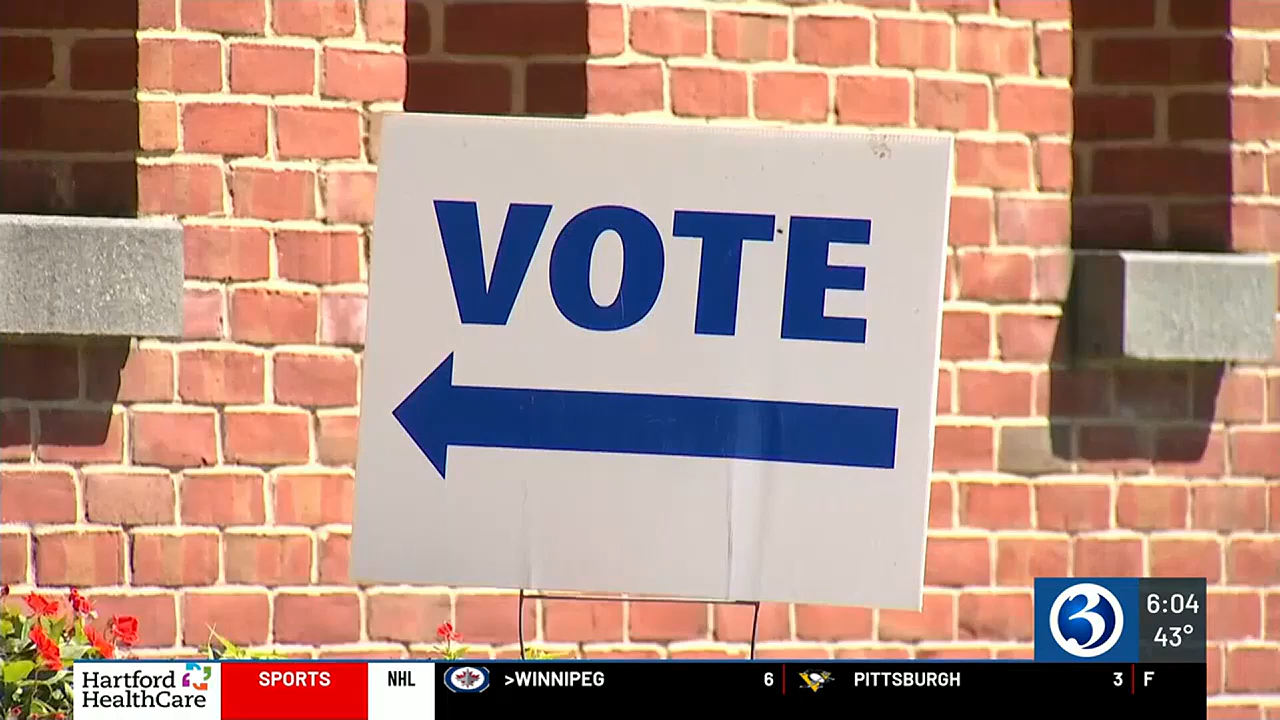 VOTE
3
6:04
43°
Hartford
HealthCare
SPORTS
NHL
>WINNIPEG 6
PITTSBURGH 3
F